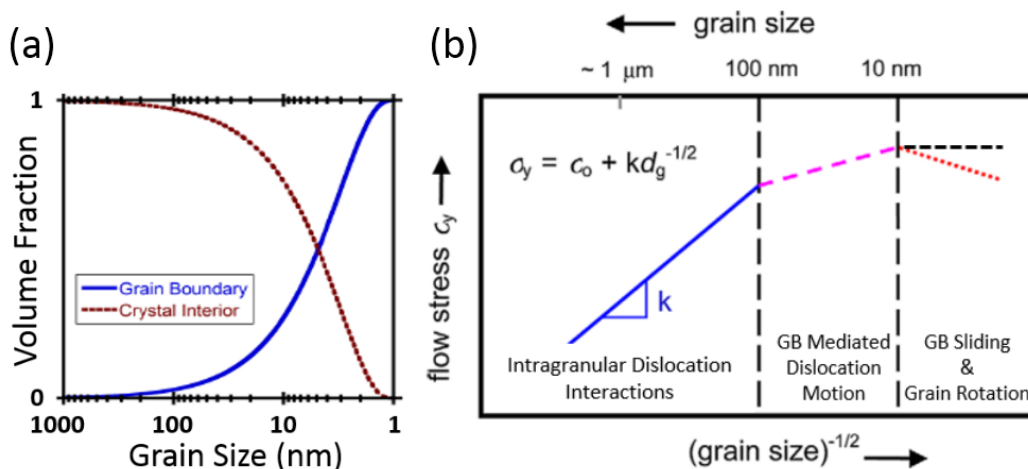 (a)
1
Volume Fraction
Grain Boundary
Crystal Interior
0
1000 100 10 1
Grain Size (nm)
(b)
← grain size
~ 1 μm 100 nm 10 nm
σy = σo + kdg^-1/2
flow stress σy →
k
Intragranular Dislocation
Interactions
GB Mediated
Dislocation
Motion
GB Sliding
&
Grain Rotation
(grain size)^-1/2 →